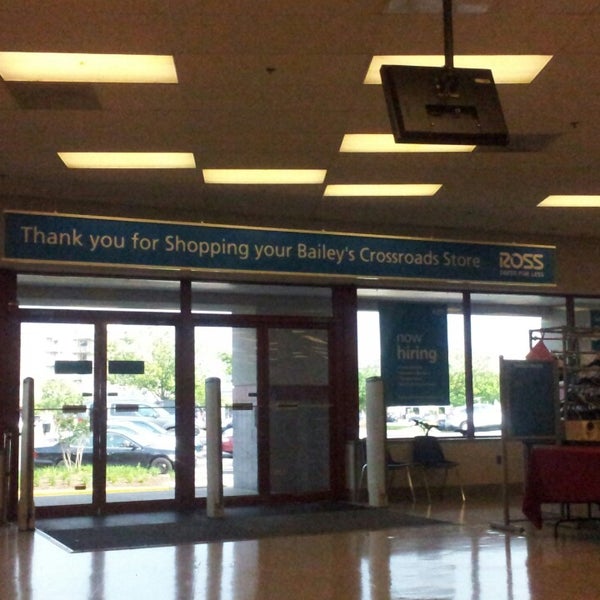 Thank you for Shopping your Bailey's Crossroads Store
ROSS
DRESS FOR LESS
now
hiring